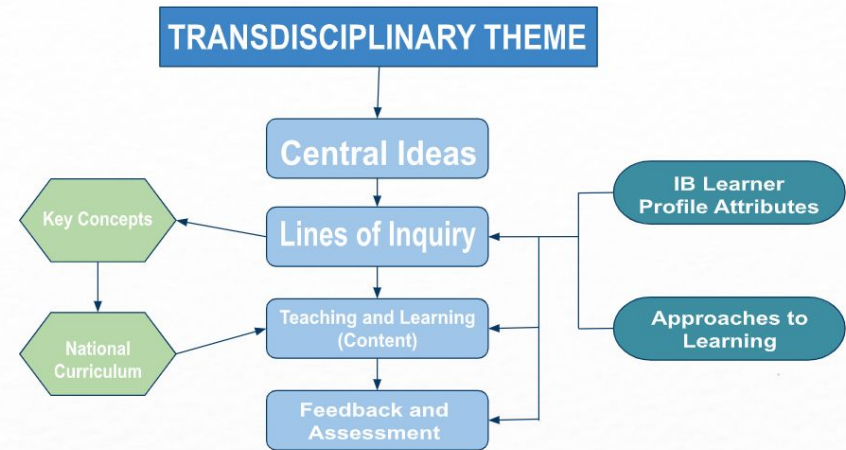 TRANSDISCIPLINARY THEME
Central Ideas
Lines of Inquiry
Key Concepts
National
Curriculum
Teaching and Learning
(Content)
Feedback and
Assessment
IB Learner
Profile Attributes
Approaches to
Learning